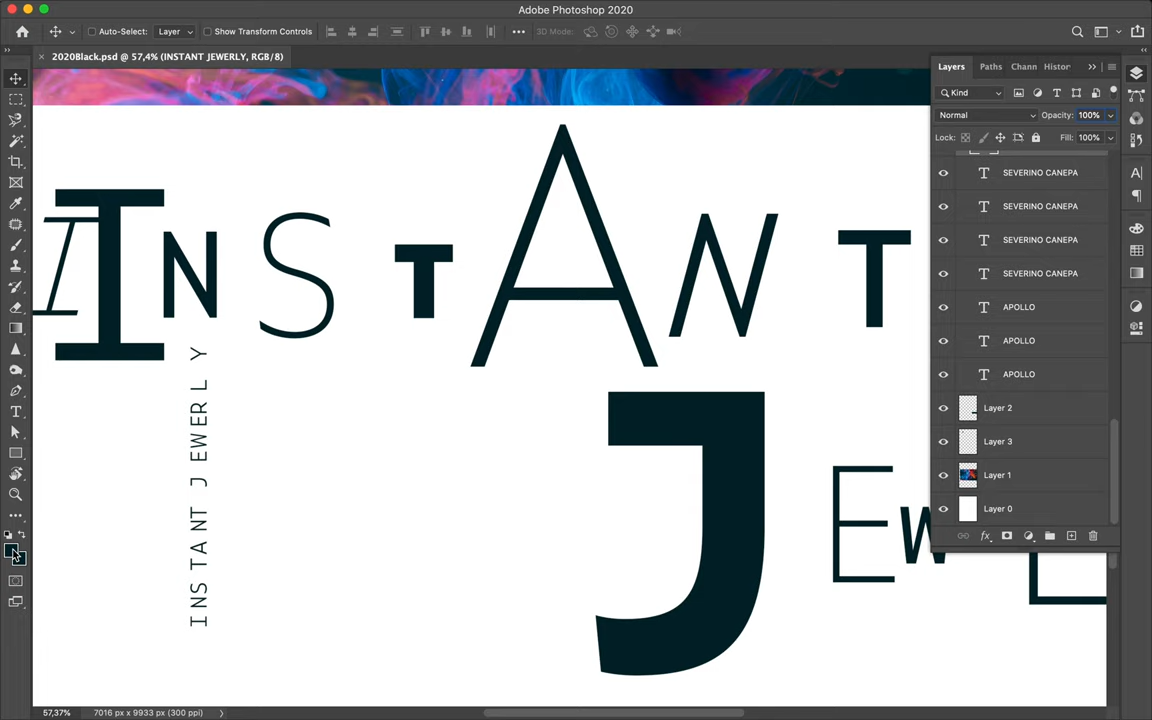 Adobe Photoshop 2020
Auto-Select: Layer Show Transform Controls 3D Mode:
2020Black.psd @ 57,4% (INSTANT JEWERLY, RGB/8)
Layers Paths Chann Histor
Kind
Normal Opacity: 100%
Lock: Fill: 100%
SEVERINO CANEPA
SEVERINO CANEPA
SEVERINO CANEPA
SEVERINO CANEPA
APOLLO
APOLLO
APOLLO
Layer 2
Layer 3
Layer 1
Layer 0
INSTANT
JEW
INSTANT JEWERLY
57,37% 7016 px x 9933 px (300 ppi)